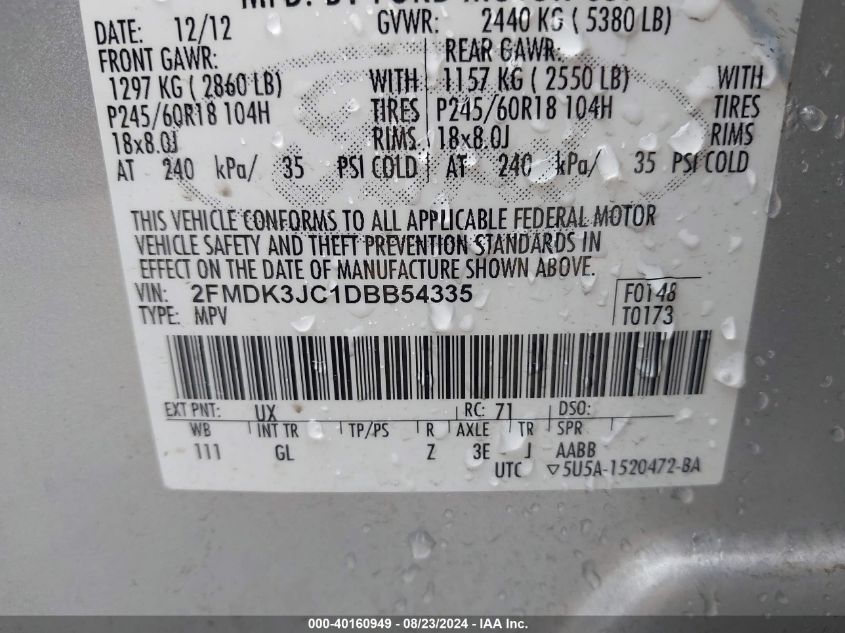 MFD. BY FORD MOTOR CO.
DATE: 12/12 GVWR: 2440 KG ( 5380 LB)
FRONT GAWR: REAR GAWR:
1297 KG ( 2860 LB) WITH 1157 KG ( 2550 LB) WITH
P245/60R18 104H TIRES P245/60R18 104H TIRES
18x8.0J RIMS 18x8.0J RIMS
AT 240 kPa/ 35 PSI COLD AT 240 kPa/ 35 PSI COLD
THIS VEHICLE CONFORMS TO ALL APPLICABLE FEDERAL MOTOR
VEHICLE SAFETY AND THEFT PREVENTION STANDARDS IN
EFFECT ON THE DATE OF MANUFACTURE SHOWN ABOVE.
VIN: 2FMDK3JC1DBB54335 F0148
TYPE: MPV T0173
EXT PNT: UX RC: 71 DSO:
WB INT TR TP/PS R AXLE TR SPR
111 GL Z 3E J AABB
UTC ▽5U5A-1520472-BA
000-40160949 - 08/23/2024 - IAA Inc.